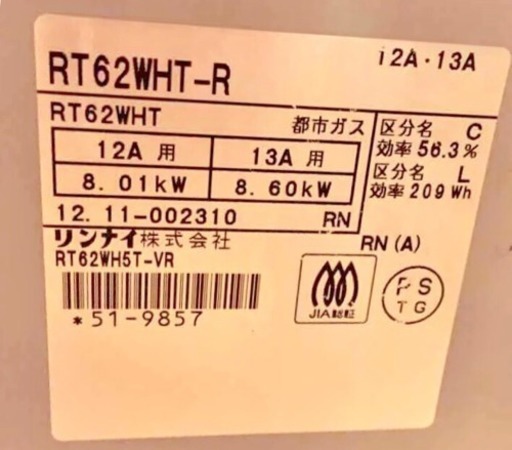 RT62WHT-R
12A・13A
RT62WHT
都市ガス
12A 用
13A 用
8. 01kW
8. 60kW
区分名 C
効率 56.3%
区分名 L
効率 209 Wh
12. 11-002310 RN
リンナイ株式会社
RN (A)
RT62WH5T-VR
*51-9857
JIA認証
PS
TG